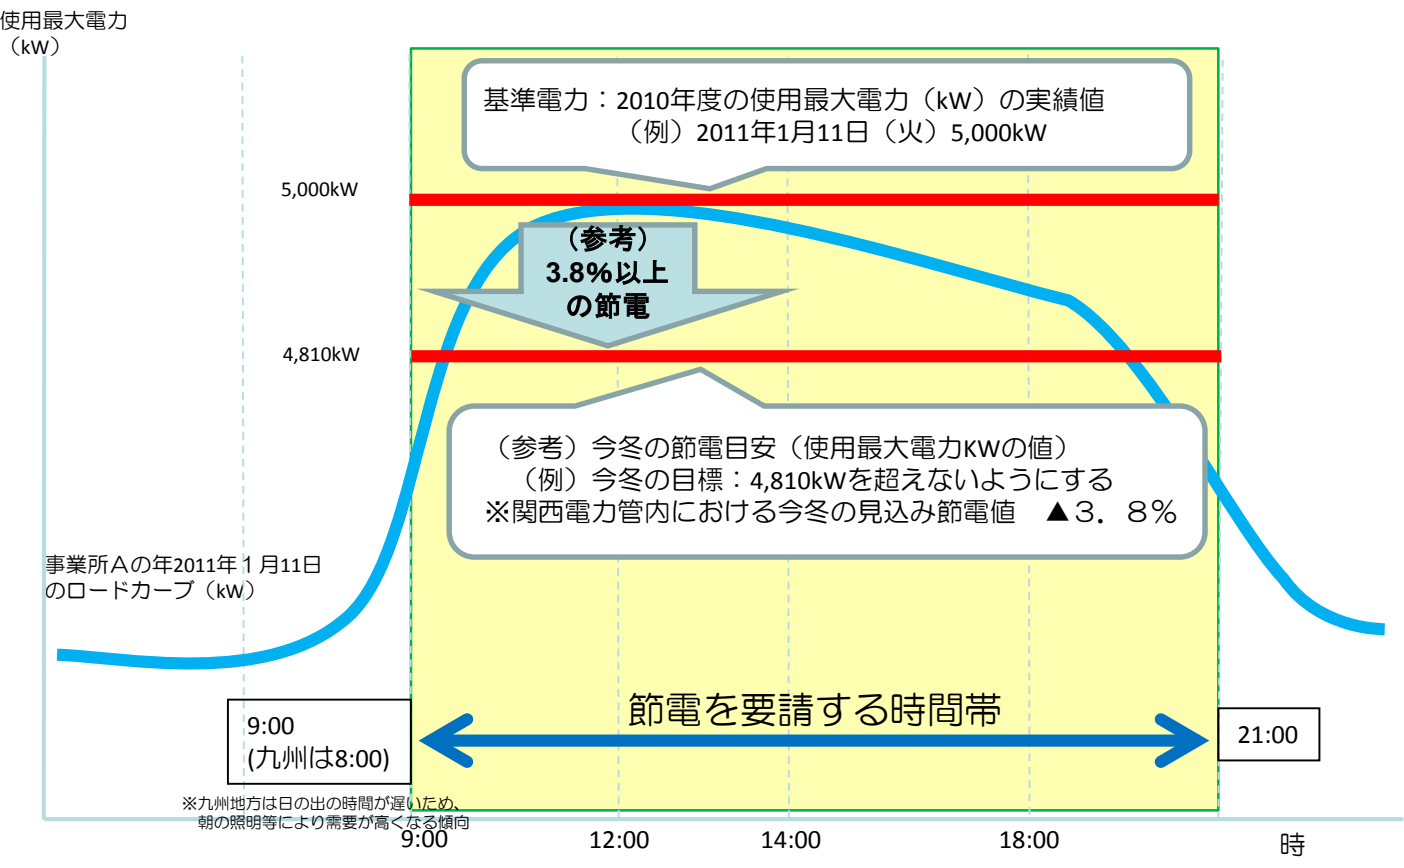 使用最大電力
（kW）
基準電力：2010年度の使用最大電力（kW）の実績値
（例）2011年1月11日（火）5,000kW
5,000kW
（参考）
3.8%以上
の節電
4,810kW
（参考）今冬の節電目安（使用最大電力KWの値）
（例）今冬の目標：4,810kWを超えないようにする
※関西電力管内における今冬の見込み節電値　▲３．８％
事業所Ａの年2011年１月11日
のロードカーブ（kW）
節電を要請する時間帯
9:00
(九州は8:00)
21:00
※九州地方は日の出の時間が遅いため、
朝の照明等により需要が高くなる傾向
9:00
12:00
14:00
18:00
時